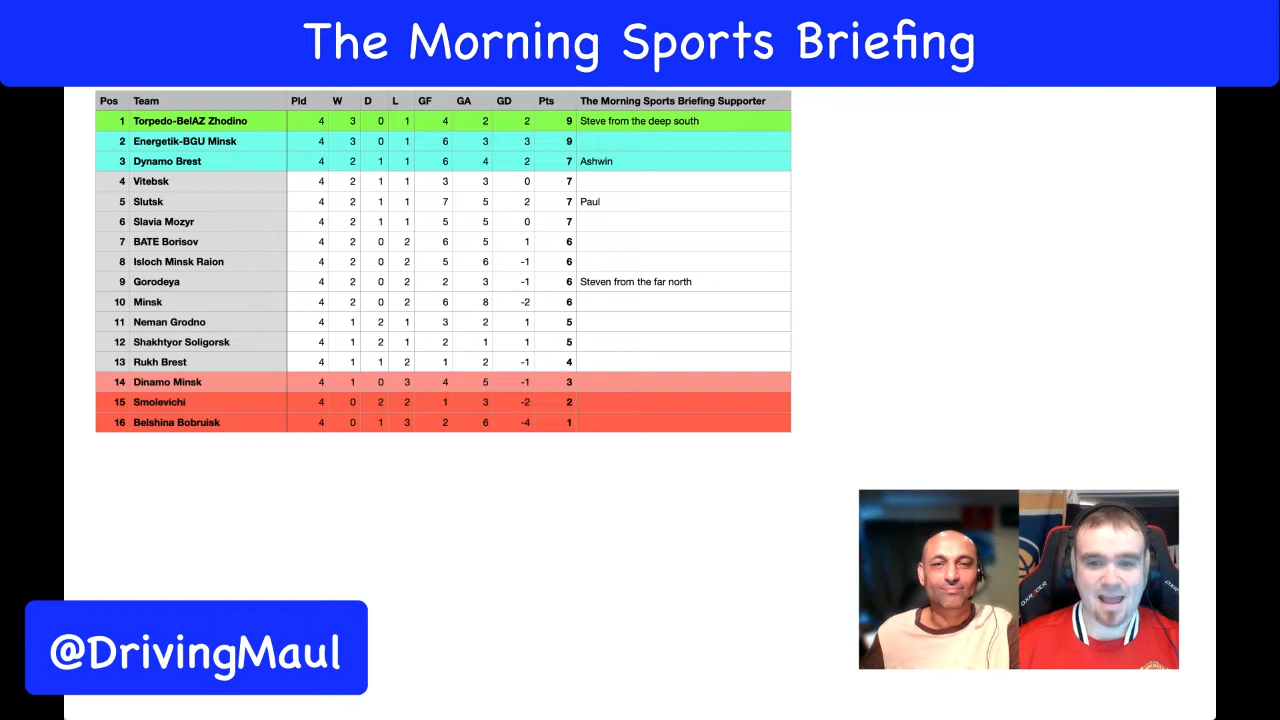 The Morning Sports Briefing
Pos Team Pld W D L GF GA GD Pts The Morning Sports Briefing Supporter
1 Torpedo-BelAZ Zhodino 4 3 0 1 4 2 2 9 Steve from the deep south
2 Energetik-BGU Minsk 4 3 0 1 6 3 3 9
3 Dynamo Brest 4 2 1 1 6 4 2 7 Ashwin
4 Vitebsk 4 2 1 1 3 3 0 7
5 Slutsk 4 2 1 1 7 5 2 7 Paul
6 Slavia Mozyr 4 2 1 1 5 5 0 7
7 BATE Borisov 4 2 0 2 6 5 1 6
8 Isloch Minsk Raion 4 2 0 2 5 6 -1 6
9 Gorodeya 4 2 0 2 2 3 -1 6 Steven from the far north
10 Minsk 4 2 0 2 6 8 -2 6
11 Neman Grodno 4 1 2 1 3 2 1 5
12 Shakhtyor Soligorsk 4 1 2 1 2 1 1 5
13 Rukh Brest 4 1 1 2 1 2 -1 4
14 Dinamo Minsk 4 1 0 3 4 5 -1 3
15 Smolevichi 4 0 2 2 1 3 -2 2
16 Belshina Bobruisk 4 0 1 3 2 6 -4 1
@DrivingMaul